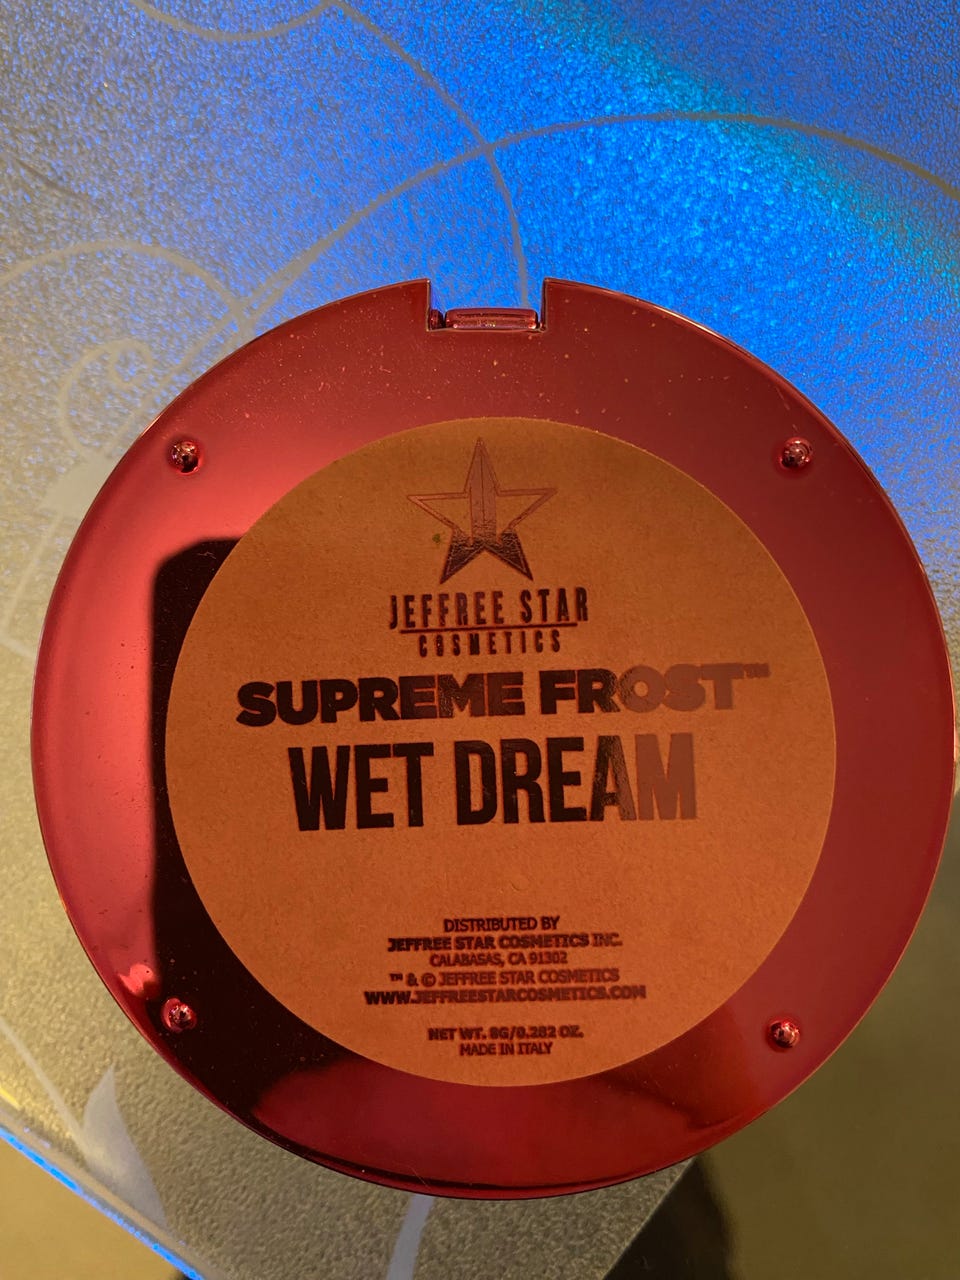 JEFFREE STAR
COSMETICS
SUPREME FROST™
WET DREAM
DISTRIBUTED BY
JEFFREE STAR COSMETICS INC.
CALABASAS, CA 91302
™ & © JEFFREE STAR COSMETICS
WWW.JEFFREESTARCOSMETICS.COM
NET WT. 8G/0.282 OZ.
MADE IN ITALY